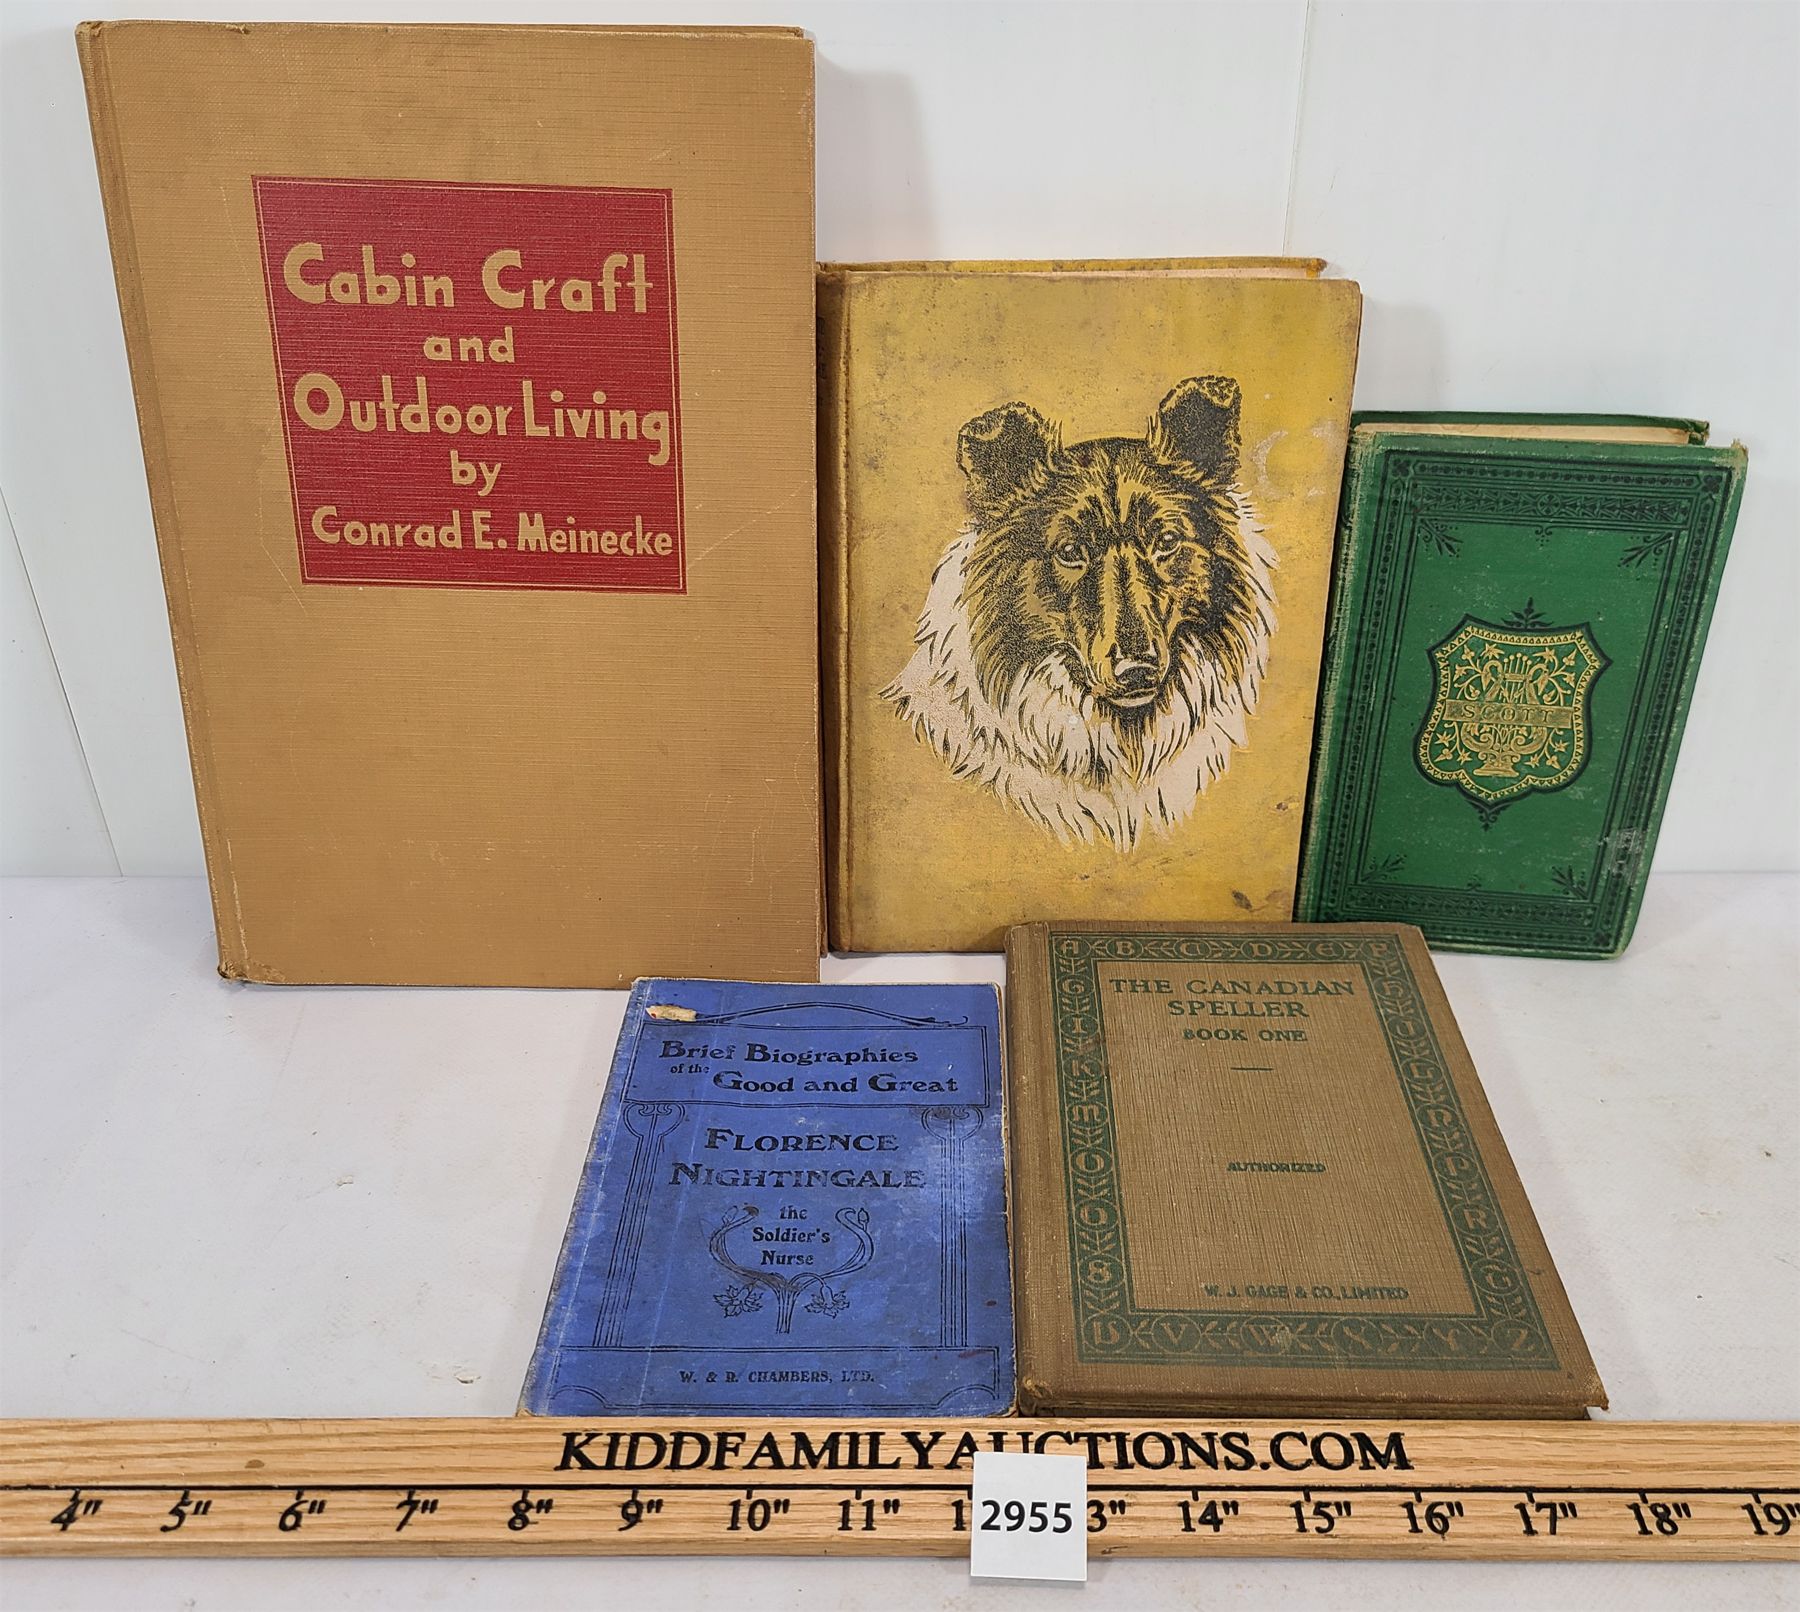 Cabin Craft
and
Outdoor Living
by
Conrad E. Meinecke
SCOTT
Brief Biographies
of the Good and Great
FLORENCE
NIGHTINGALE
the
Soldier's
Nurse
W. & R. CHAMBERS, LTD.
A B C D E F
G H I J K L M N O P Q R S T
U V W X Y Z
THE CANADIAN
SPELLER
BOOK ONE
AUTHORIZED
W. J. GAGE & CO., LIMITED
KIDDFAMILYAUCTIONS.COM
4" 5" 6" 7" 8" 9" 10" 11" 1 3" 14" 15" 16" 17" 18" 19"
2955